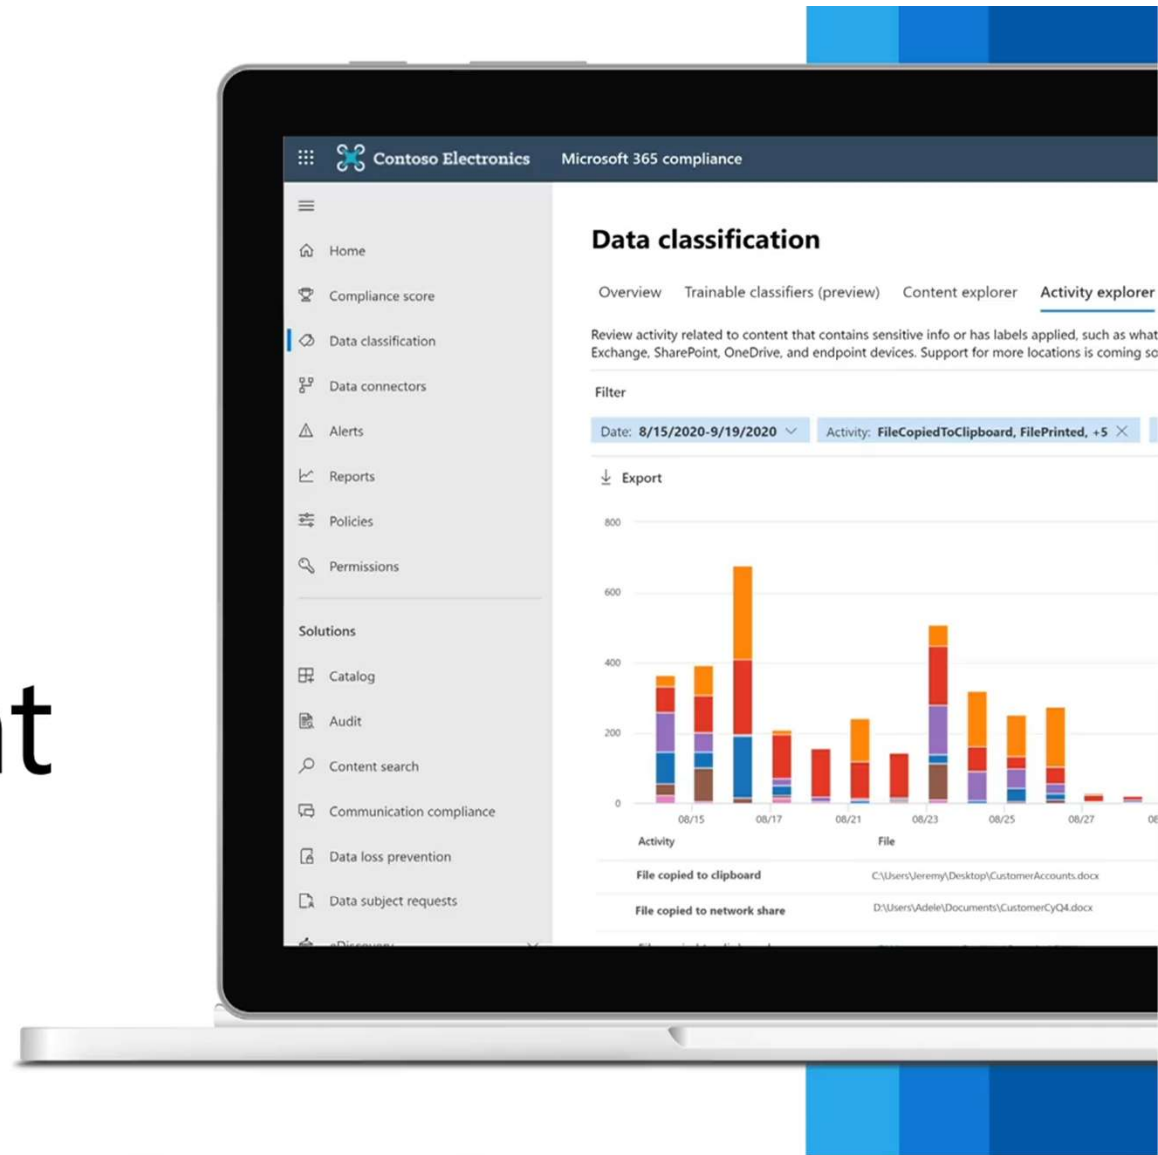 Contoso Electronics Microsoft 365 compliance
Home
Compliance score
Data classification
Data connectors
Alerts
Reports
Policies
Permissions
Solutions
Catalog
Audit
Content search
Communication compliance
Data loss prevention
Data subject requests
eDiscovery
nt
Data classification
Overview Trainable classifiers (preview) Content explorer Activity explorer
Review activity related to content that contains sensitive info or has labels applied, such as what
Exchange, SharePoint, OneDrive, and endpoint devices. Support for more locations is coming so
Filter
Date: 8/15/2020-9/19/2020 Activity: FileCopiedToClipboard, FilePrinted, +5
Export
800
600
400
200
0
08/15 08/17 08/21 08/23 08/25 08/27 08
Activity File
File copied to clipboard C:\Users\Jeremy\Desktop\CustomerAccounts.docx
File copied to network share D:\Users\Adele\Documents\CustomerCyQ4.docx